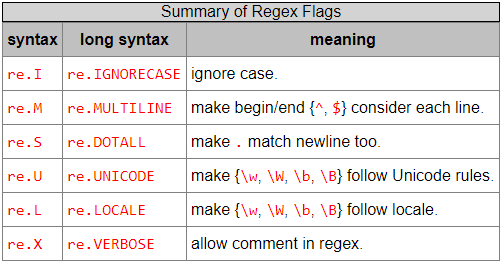 Summary of Regex Flags
syntax long syntax meaning
re.I re.IGNORECASE ignore case.
re.M re.MULTILINE make begin/end {^, $} consider each line.
re.S re.DOTALL make . match newline too.
re.U re.UNICODE make {\w, \W, \b, \B} follow Unicode rules.
re.L re.LOCALE make {\w, \W, \b, \B} follow locale.
re.X re.VERBOSE allow comment in regex.